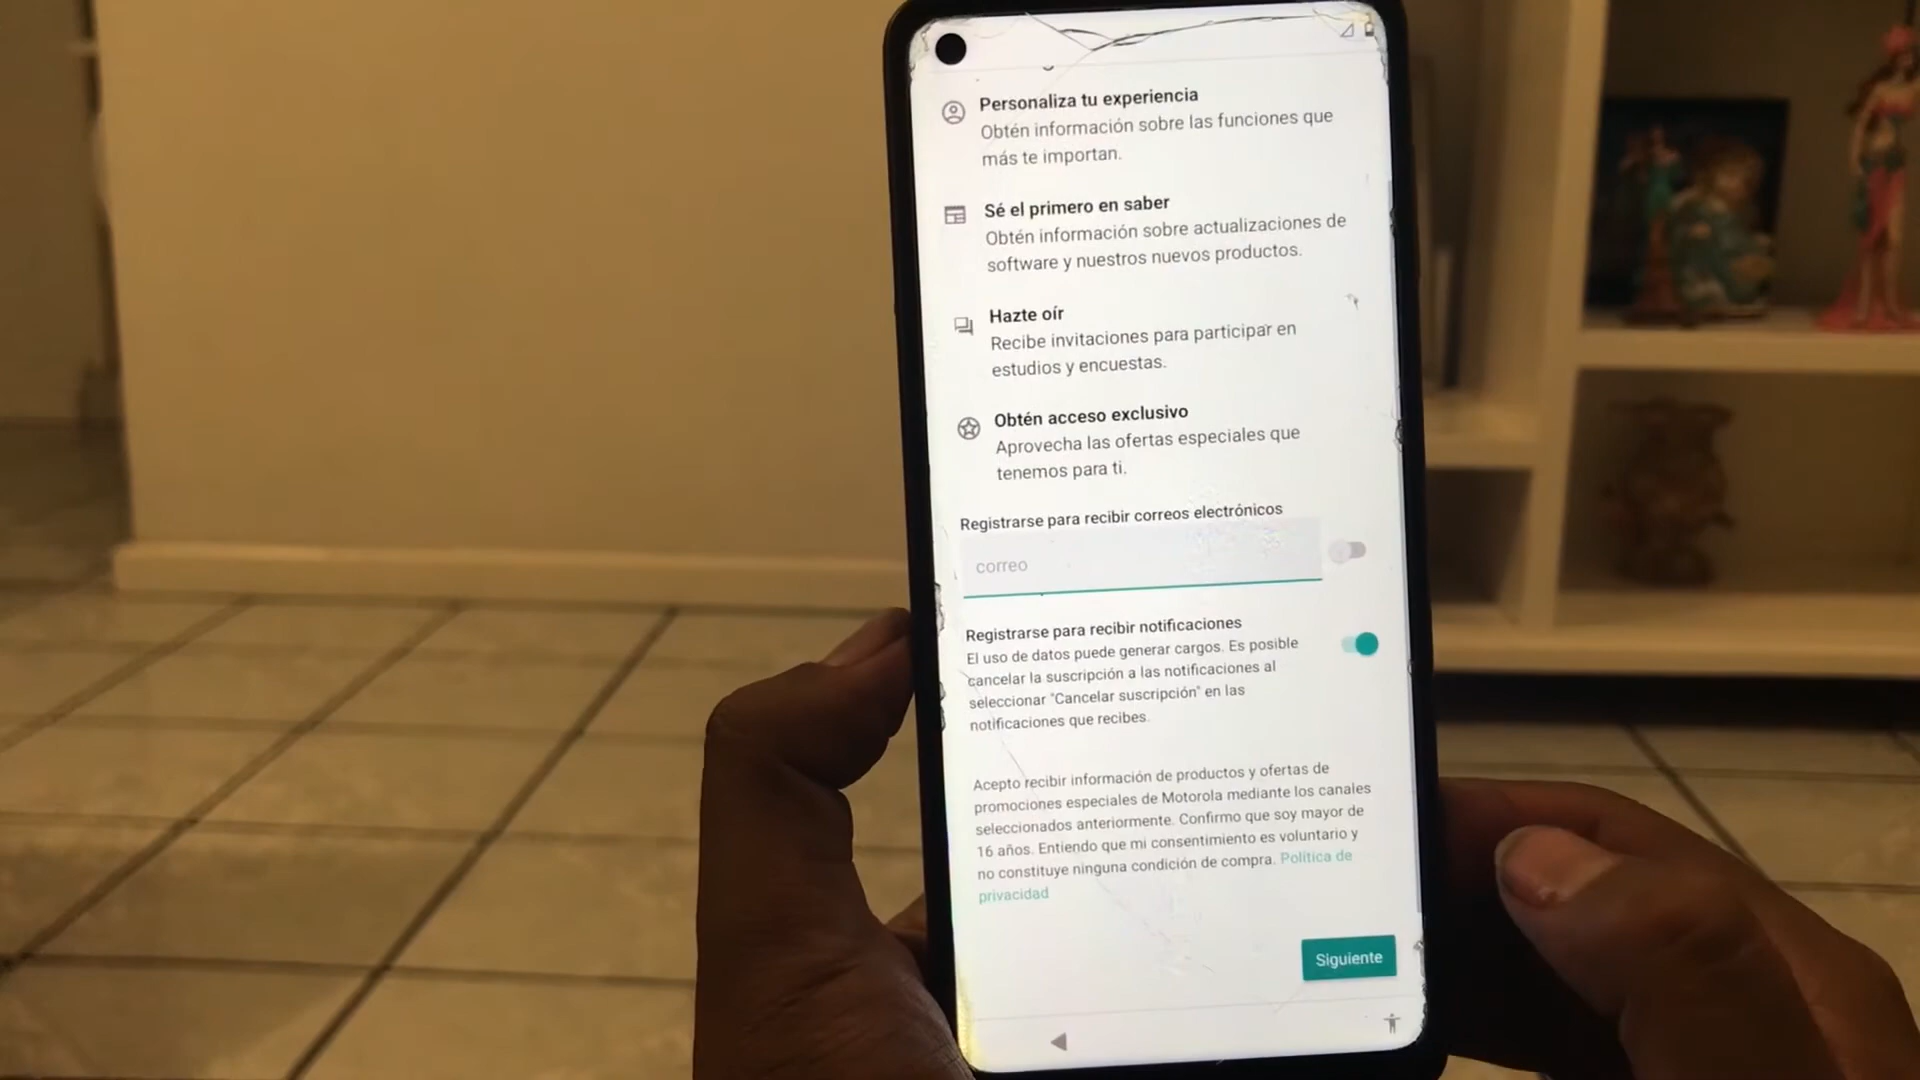 Personaliza tu experiencia
Obtén información sobre las funciones que
más te importan.
Sé el primero en saber
Obtén información sobre actualizaciones de
software y nuestros nuevos productos.
Hazte oír
Recibe invitaciones para participar en
estudios y encuestas.
Obtén acceso exclusivo
Aprovecha las ofertas especiales que
tenemos para ti.
Registrarse para recibir correos electrónicos
correo
Registrarse para recibir notificaciones
El uso de datos puede generar cargos. Es posible
cancelar la suscripción a las notificaciones al
seleccionar "Cancelar suscripción" en las
notificaciones que recibes.
Acepto recibir información de productos y ofertas de
promociones especiales de Motorola mediante los canales
seleccionados anteriormente. Confirmo que soy mayor de
16 años. Entiendo que mi consentimiento es voluntario y
no constituye ninguna condición de compra. Política de
privacidad
Siguiente